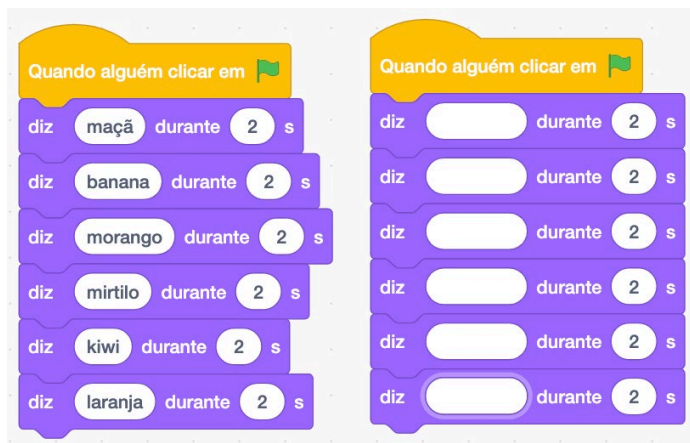 Quando alguém clicar em
diz maçã durante 2 s
diz banana durante 2 s
diz morango durante 2 s
diz mirtilo durante 2 s
diz kiwi durante 2 s
diz laranja durante 2 s
Quando alguém clicar em
diz durante 2 s
diz durante 2 s
diz durante 2 s
diz durante 2 s
diz durante 2 s
diz durante 2 s